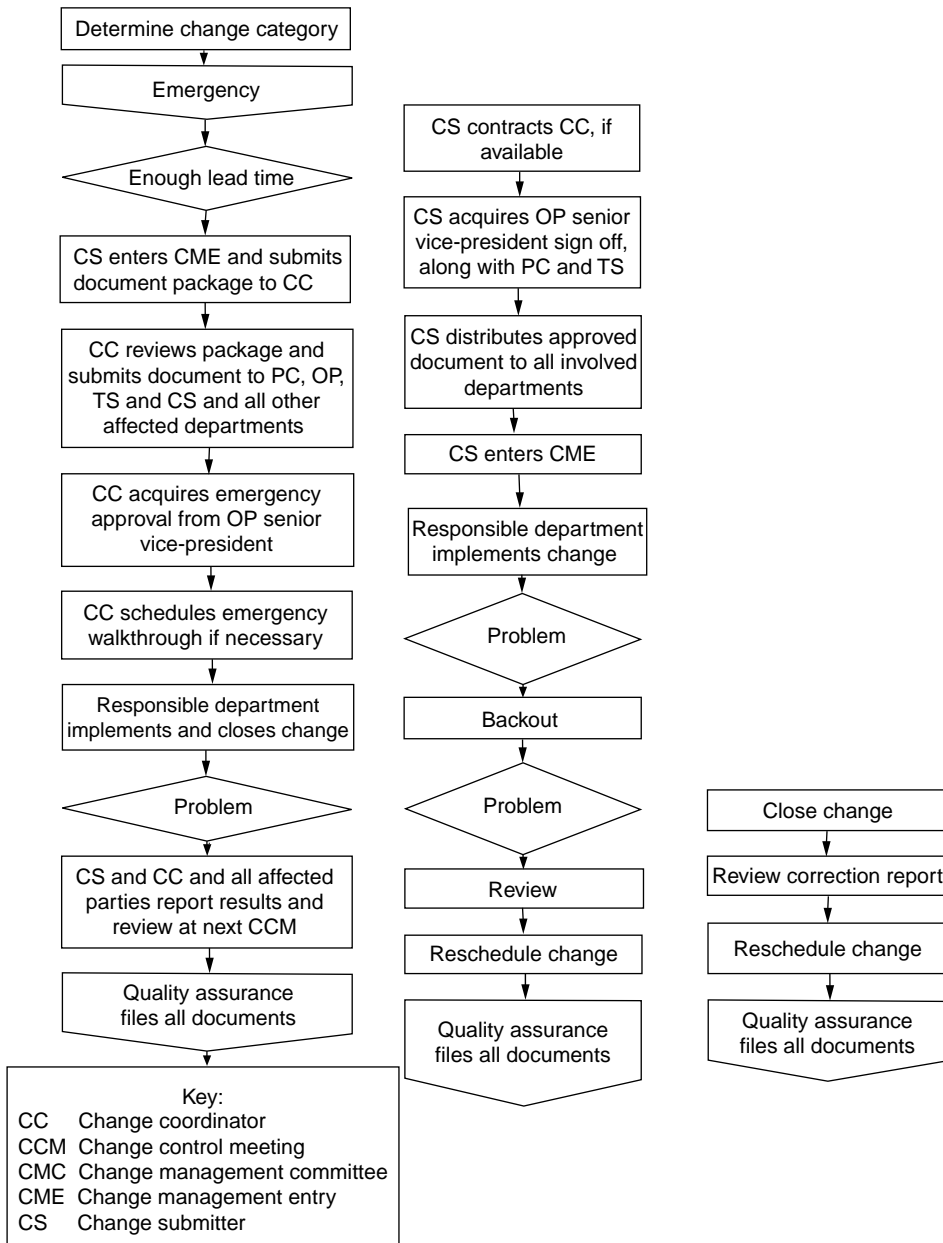 Determine change category
Emergency
Enough lead time
CS enters CME and submits
document package to CC
CC reviews package and
submits document to PC, OP,
TS and CS and all other
affected departments
CC acquires emergency
approval from OP senior
vice-president
CC schedules emergency
walkthrough if necessary
Responsible department
implements and closes change
Problem
CS and CC and all affected
parties report results and
review at next CCM
Quality assurance
files all documents
Key:
CC Change coordinator
CCM Change control meeting
CMC Change management committee
CME Change management entry
CS Change submitter
CS contracts CC, if
available
CS acquires OP senior
vice-president sign off,
along with PC and TS
CS distributes approved
document to all involved
departments
CS enters CME
Responsible department
implements change
Problem
Backout
Problem
Review
Reschedule change
Quality assurance
files all documents
Close change
Review correction report
Reschedule change
Quality assurance
files all documents